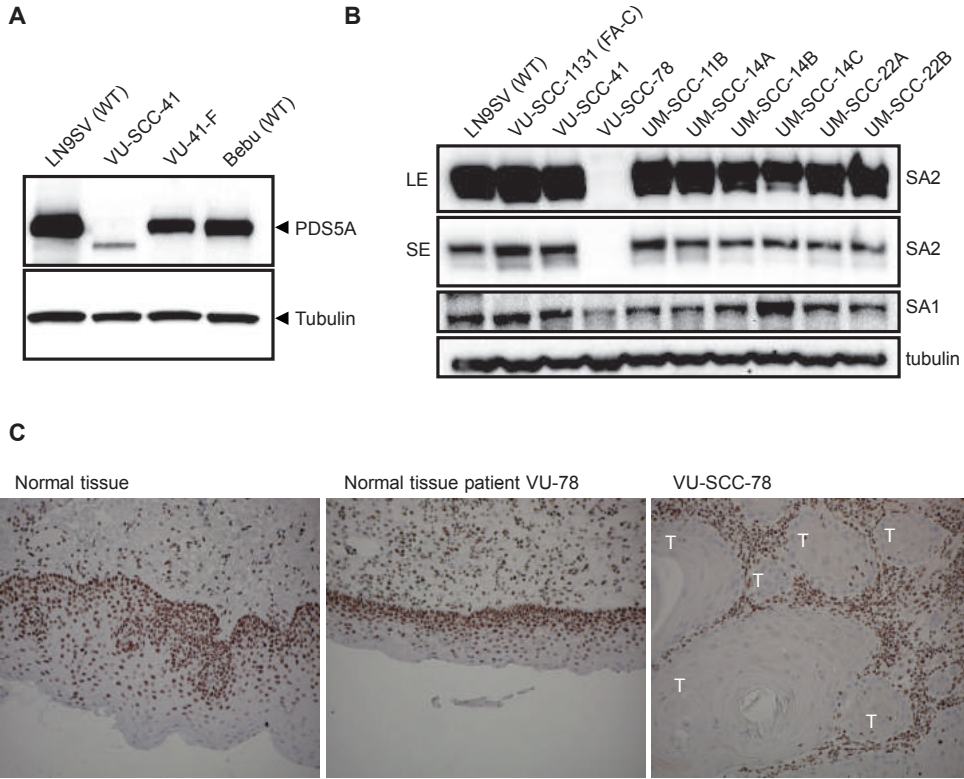 A
LN9SV (WT)
VU-SCC-41
VU-41-F
Bebu (WT)
PDS5A
Tubulin
B
LN9SV (WT)
VU-SCC-1131 (FA-C)
VU-SCC-41
VU-SCC-78
UM-SCC-11B
UM-SCC-14A
UM-SCC-14B
UM-SCC-14C
UM-SCC-22A
UM-SCC-22B
LE
SA2
SE
SA2
SA1
tubulin
C
Normal tissue
Normal tissue patient VU-78
VU-SCC-78
T
T
T
T
T
T